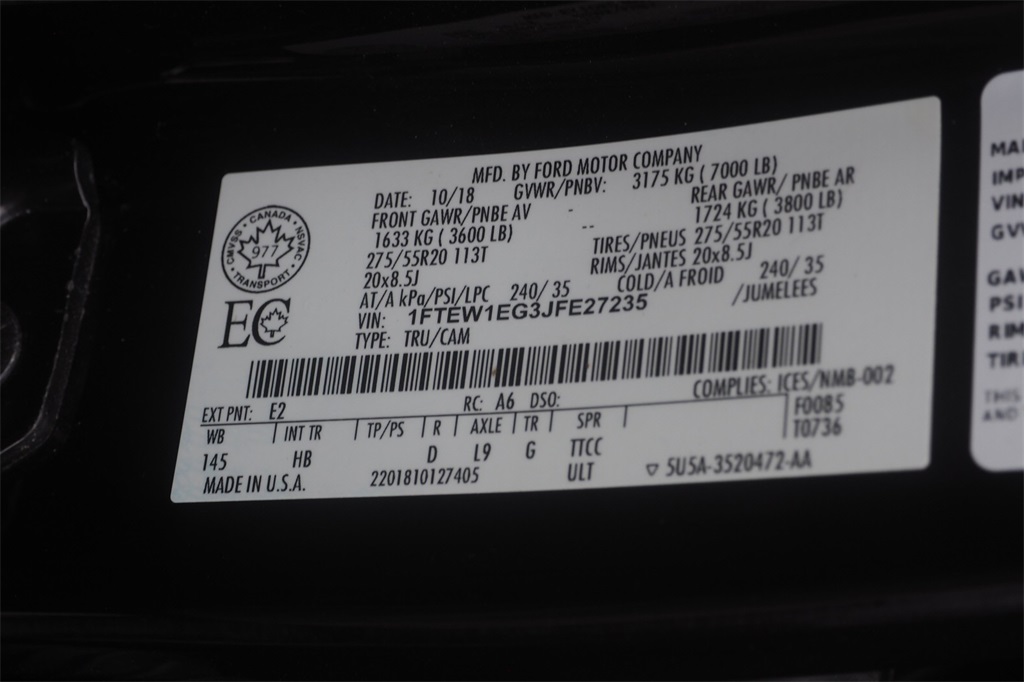 MFD. BY FORD MOTOR COMPANY
DATE: 10/18 GVWR/PNBV: 3175 KG ( 7000 LB)
FRONT GAWR/PNBE AV - REAR GAWR/ PNBE AR
1633 KG ( 3600 LB) -- 1724 KG ( 3800 LB)
275/55R20 113T TIRES/PNEUS 275/55R20 113T
20x8.5J RIMS/JANTES 20x8.5J
AT/A kPa/PSI/LPC 240/ 35 COLD/A FROID 240/ 35
VIN: 1FTEW1EG3JFE27235 /JUMELEES
TYPE: TRU/CAM
CANADA
CMVSS NSVAC
977
TRANSPORT
EC
COMPLIES: ICES/NMB-002
EXT PNT: E2 RC: A6 DSO:
WB INT TR TP/PS R AXLE TR SPR F0085
T0736
145 HB D L9 G TTCC
MADE IN U.S.A. 2201810127405 ULT ▽ 5U5A-3520472-AA
VIN
PSI
THIS
AND